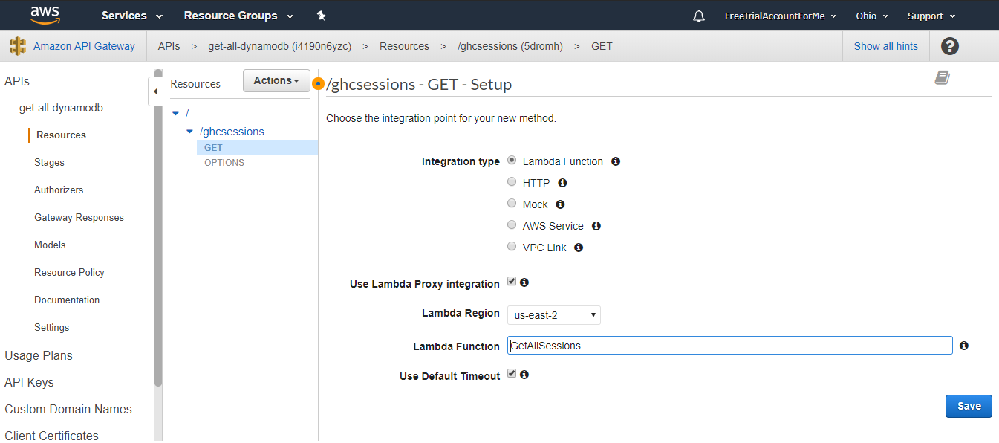 aws Services Resource Groups FreeTrialAccountForMe Ohio Support
Amazon API Gateway APIs > get-all-dynamodb (i4190n6yzc) > Resources > /ghcsessions (5dromh) > GET Show all hints ?
APIs
get-all-dynamodb
Resources
Stages
Authorizers
Gateway Responses
Models
Resource Policy
Documentation
Settings
Usage Plans
API Keys
Custom Domain Names
Client Certificates
Resources Actions
/
/ghcsessions
GET
OPTIONS
/ghcsessions - GET - Setup
Choose the integration point for your new method.
Integration type Lambda Function
HTTP
Mock
AWS Service
VPC Link
Use Lambda Proxy integration
Lambda Region us-east-2
Lambda Function GetAllSessions
Use Default Timeout
Save